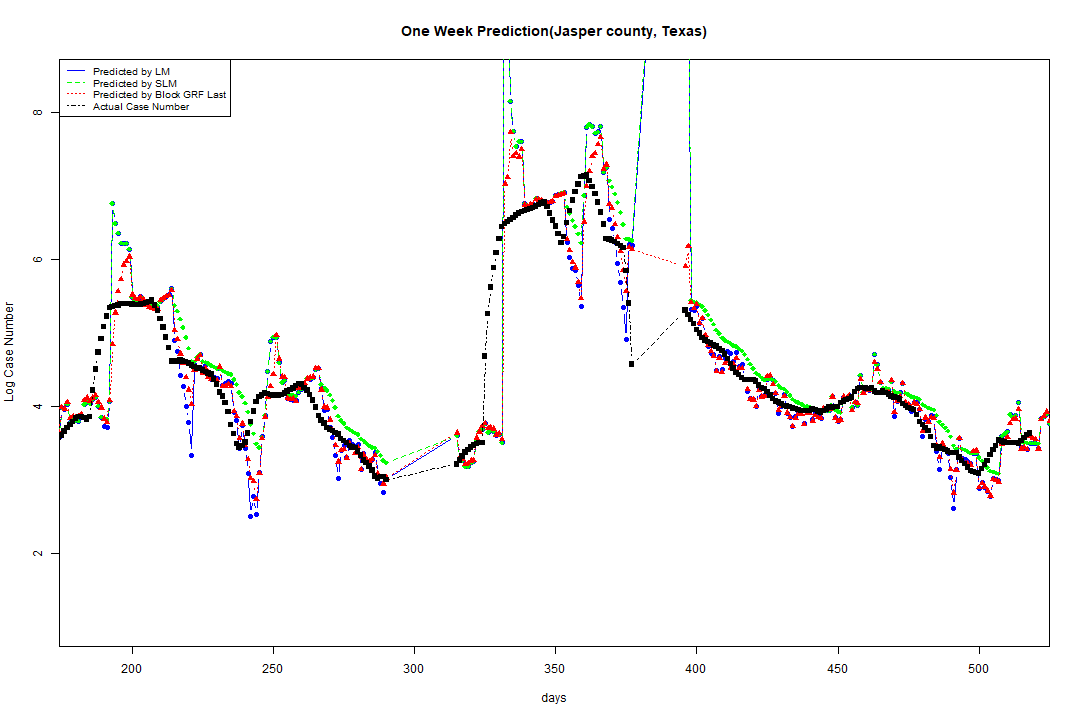 One Week Prediction(Jasper county, Texas)
Predicted by LM
Predicted by SLM
Predicted by Block GRF Last
Actual Case Number
8
6
4
2
Log Case Number
200 250 300 350 400 450 500
days